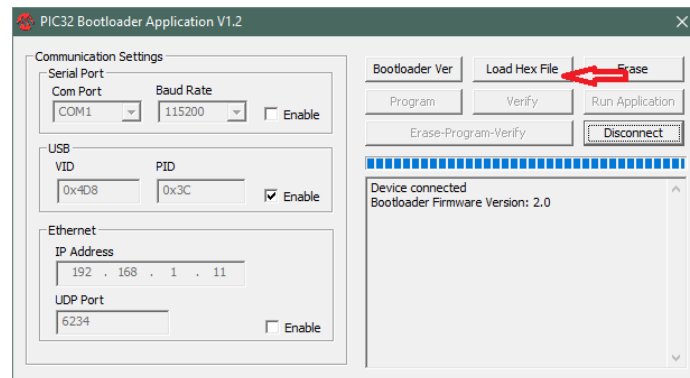 PIC32 Bootloader Application V1.2
Communication Settings
Serial Port
Com Port Baud Rate
COM1 115200 Enable
USB
VID PID
0x4D8 0x3C Enable
Ethernet
IP Address
192 . 168 . 1 . 11
UDP Port
6234 Enable
Bootloader Ver Load Hex File Erase
Program Verify Run Application
Erase-Program-Verify Disconnect
Device connected
Bootloader Firmware Version: 2.0